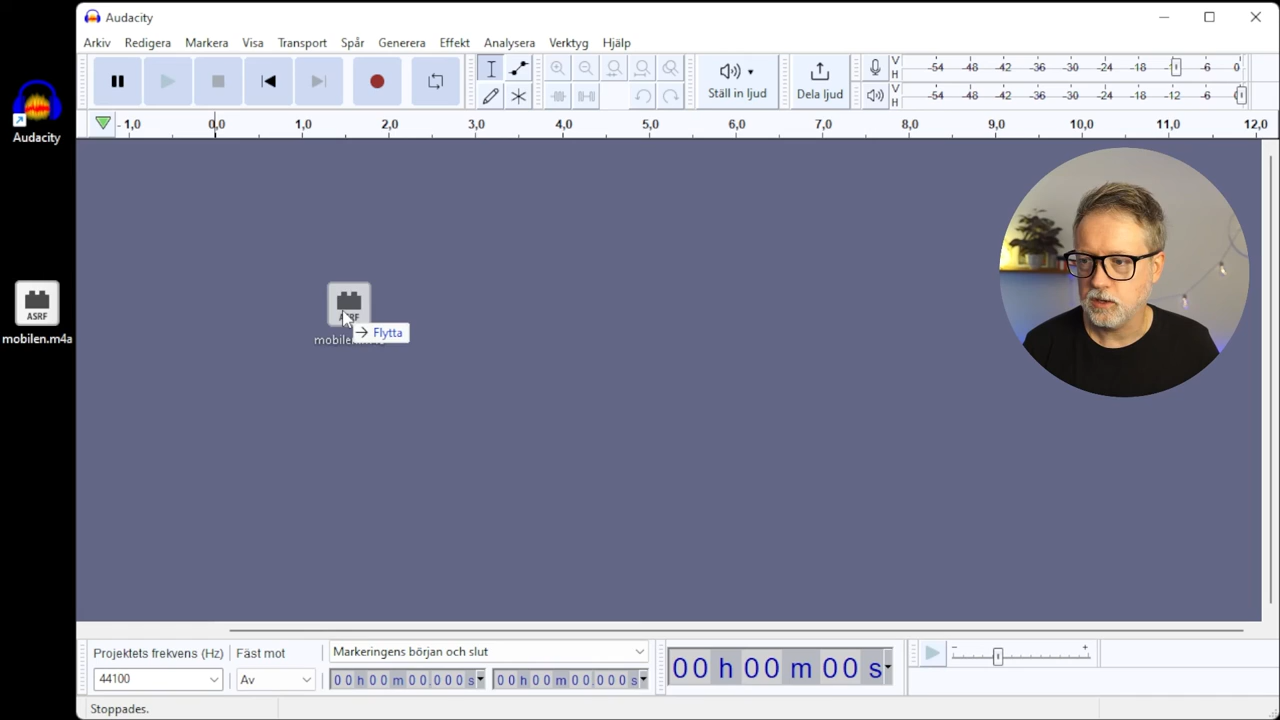 Audacity
Arkiv Redigera Markera Visa Transport Spår Generera Effekt Analysera Verktyg Hjälp
Ställ in ljud
Dela ljud
V
H
-54 -48 -42 -36 -30 -24 -18 -12 -6 0
V
H
-54 -48 -42 -36 -30 -24 -18 -12 -6 0
- 1,0 0,0 1,0 2,0 3,0 4,0 5,0 6,0 7,0 8,0 9,0 10,0 11,0 12,0
Audacity
ASRF
mobilen.m4a
Flytta
Projektets frekvens (Hz)
Fäst mot
Markeringens början och slut
44100
Av
00 h 00 m 00.000 s
00 h 00 m 00.000 s
00 h 00 m 00 s
Stoppades.